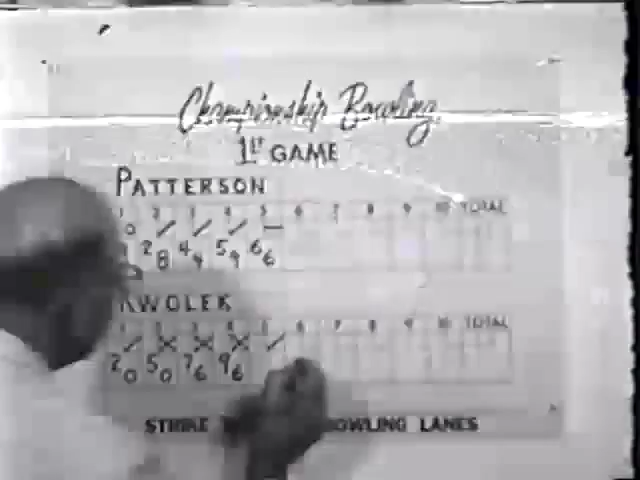 Championship Bowling
1ST GAME
PATTERSON
1 2 3 4 5 6 7 8 9 10 TOTAL
0 / / / -
28 44 59 66
KWOLEK
1 2 3 4 5 6 7 8 9 10 TOTAL
/ X X X /
20 50 76 96
STRIKE BOWLING LANES